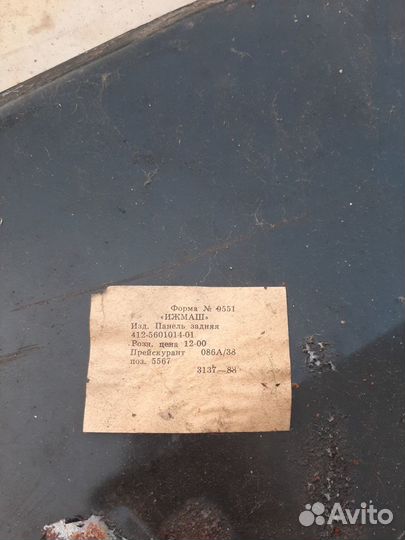 Форма № 0551
«ИЖМАШ»
Изд. Панель задняя
412-5601014-01
Розн. цена 12-00
Прейскурант 086А/38
поз. 5567
3137—88
Avito